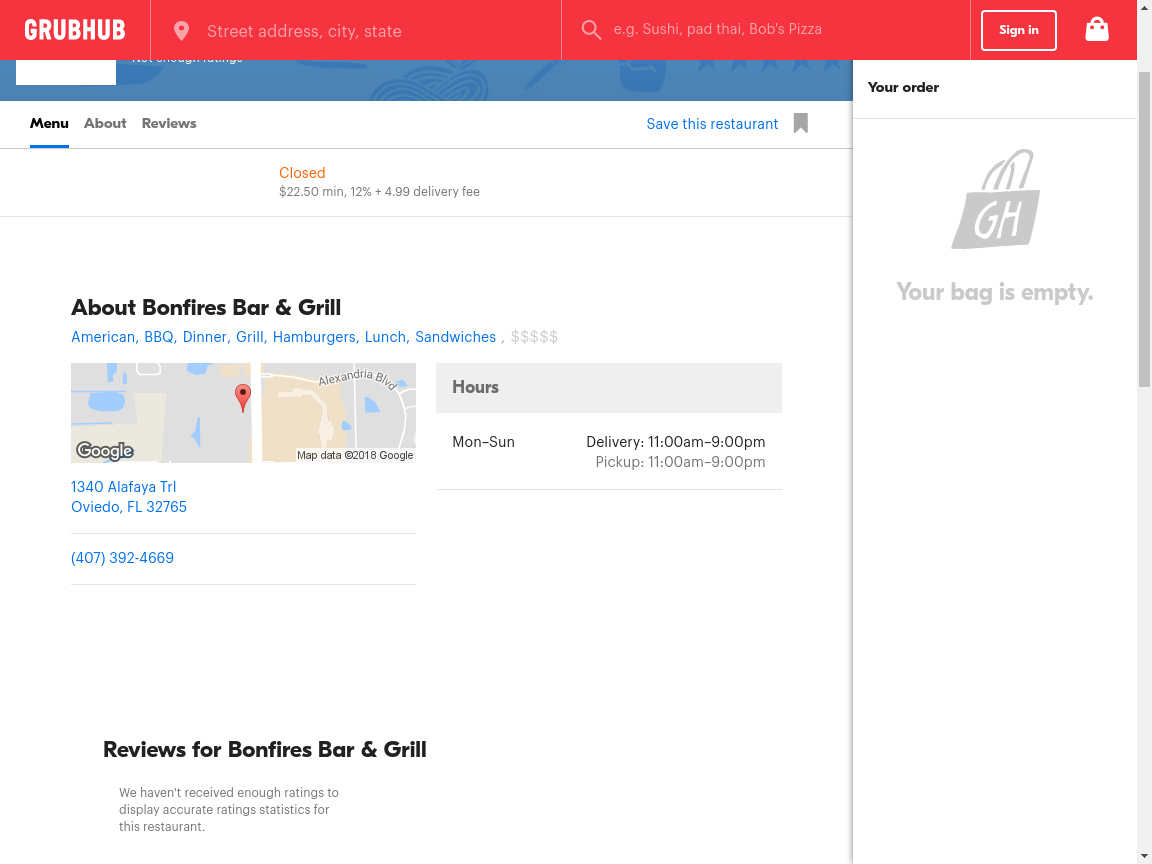 GRUBHUB
Street address, city, state
e.g. Sushi, pad thai, Bob's Pizza
Sign in
Not enough ratings
Your order
Menu
About
Reviews
Save this restaurant
Closed
$22.50 min, 12% + 4.99 delivery fee
GH
Your bag is empty.
About Bonfires Bar & Grill
American, BBQ, Dinner, Grill, Hamburgers, Lunch, Sandwiches , $$$$$
Alexandria Blvd
Google
Map data ©2018 Google
1340 Alafaya Trl
Oviedo, FL 32765
(407) 392-4669
Hours
Mon–Sun
Delivery: 11:00am–9:00pm
Pickup: 11:00am–9:00pm
Reviews for Bonfires Bar & Grill
We haven't received enough ratings to
display accurate ratings statistics for
this restaurant.